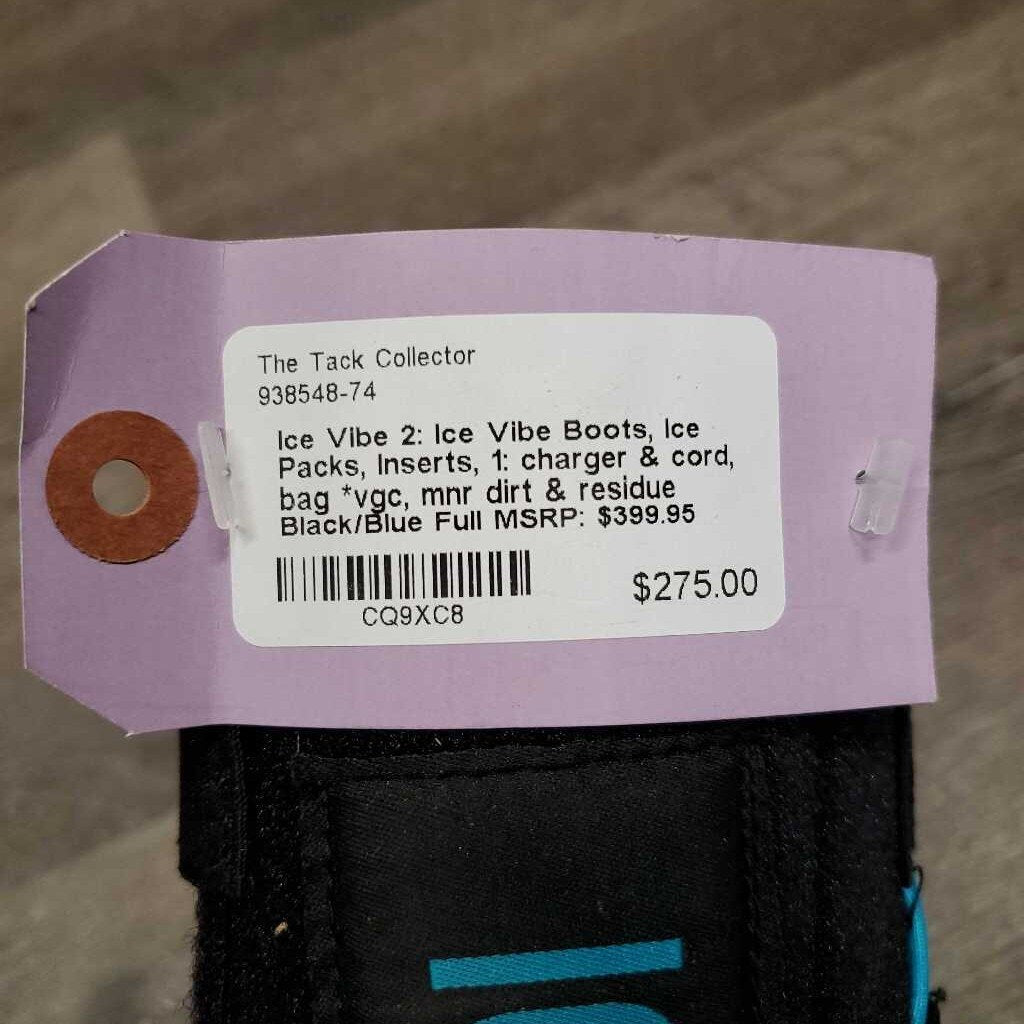 The Tack Collector
938548-74
Ice Vibe 2: Ice Vibe Boots, Ice
Packs, Inserts, 1: charger & cord,
bag *vgc, mnr dirt & residue
Black/Blue Full MSRP: $399.95
$275.00
CQ9XC8